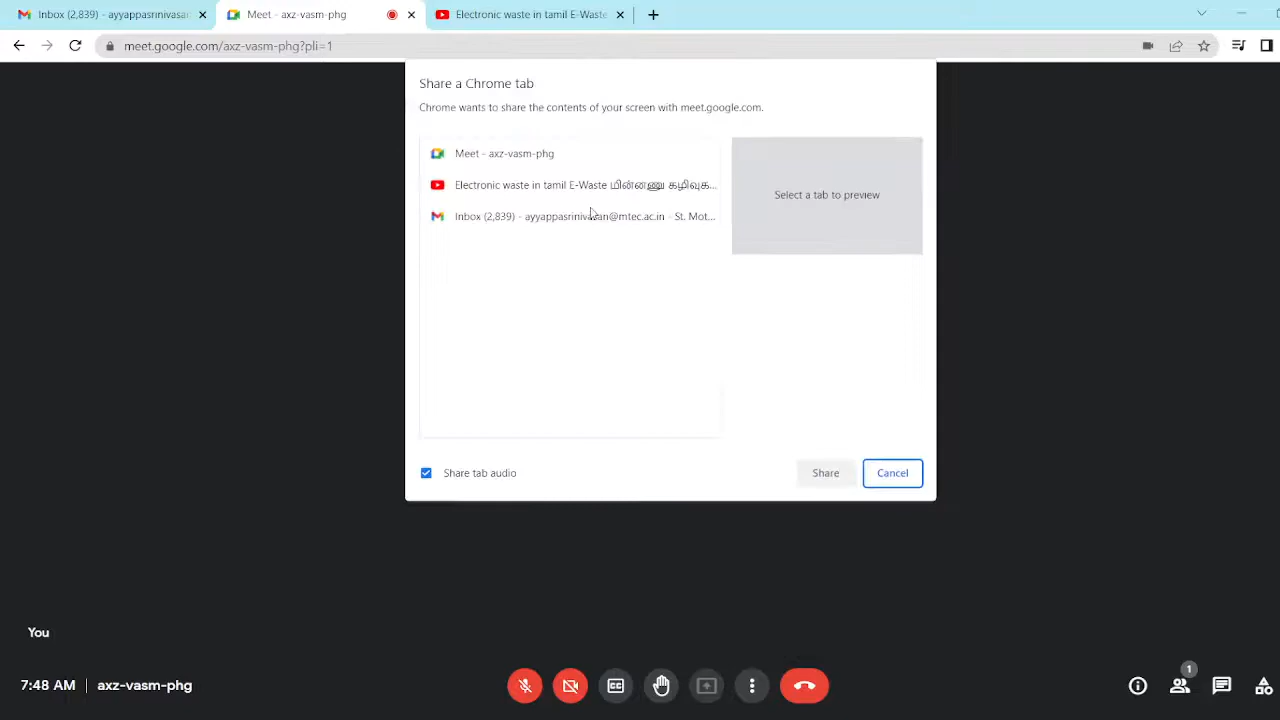 Inbox (2,839) - ayyappasrinivasar
Meet - axz-vasm-phg
Electronic waste in tamil E-Waste
meet.google.com/axz-vasm-phg?pli=1
Share a Chrome tab
Chrome wants to share the contents of your screen with meet.google.com.
Meet - axz-vasm-phg
Electronic waste in tamil E-Waste மின்னணு கழிவுக...
Inbox (2,839) - ayyappasrinivasan@mtec.ac.in - St. Mot...
Select a tab to preview
Share tab audio
Share
Cancel
You
7:48 AM
axz-vasm-phg
1